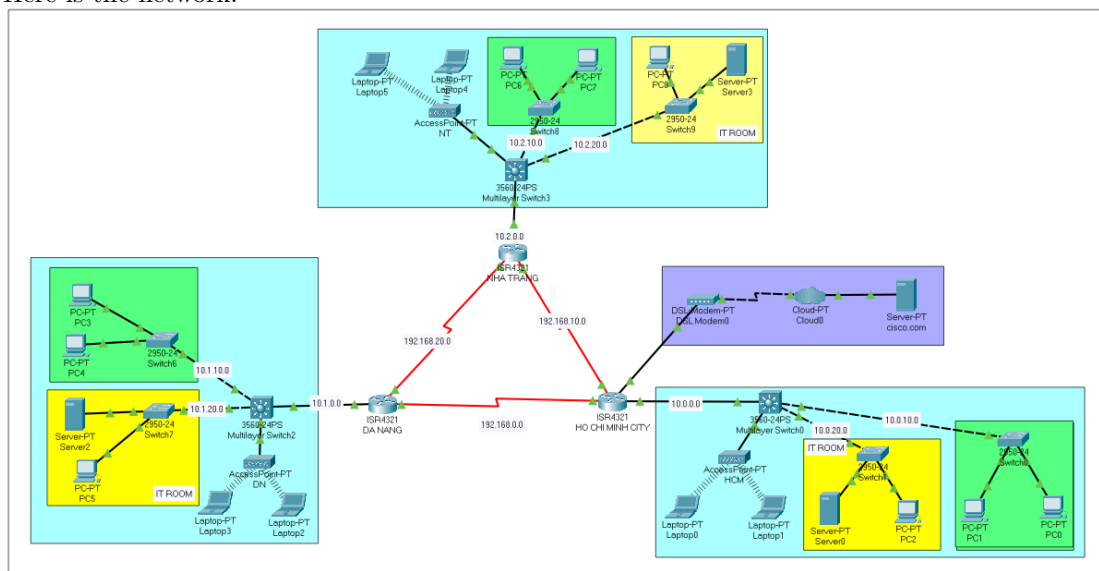 Here is the network:
Laptop-PT
Laptop5
Laptop-PT
Laptop4
AccessPoint-PT
NT
PC-PT
PC6
PC-PT
PC7
2950-24
Switch8
10.2.10.0
PC-PT
Server-PT
Server3
2950-24
Switch9
IT ROOM
10.2.20.0
3560-24PS
Multilayer Switch3
10.2.0.0
ISR4321
NHA TRANG
192.168.20.0
192.168.10.0
DSL-Modem-PT
DSL Modem0
Cloud-PT
Cloud0
Server-PT
cisco.com
PC-PT
PC3
PC-PT
PC4
2950-24
Switch6
10.1.10.0
Server-PT
Server2
2950-24
Switch7
10.1.20.0
PC-PT
PC5
IT ROOM
3560-24PS
Multilayer Switch2
AccessPoint-PT
DN
Laptop-PT
Laptop3
Laptop-PT
Laptop2
10.1.0.0
ISR4321
DA NANG
192.168.0.0
ISR4321
HO CHI MINH CITY
10.0.0.0
3560-24PS
Multilayer Switch0
AccessPoint-PT
HCM
Laptop-PT
Laptop0
Laptop-PT
Laptop1
10.0.20.0
IT ROOM
2950-24
Switch4
Server-PT
Server0
PC-PT
PC2
10.0.10.0
2950-24
PC-PT
PC1
PC-PT
PC0